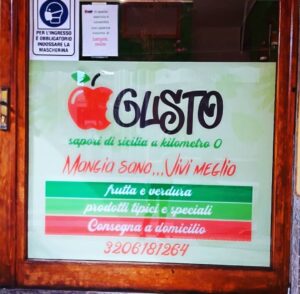 PER L'INGRESSO
È OBBLIGATORIO
INDOSSARE LA
MASCHERINA
GUSTO
sapori di sicilia a kilometro 0
Mangia sano,,,Vivi meglio
frutta e verdura
prodotti tipici e speciali
Consegna a domicilio
3206181264